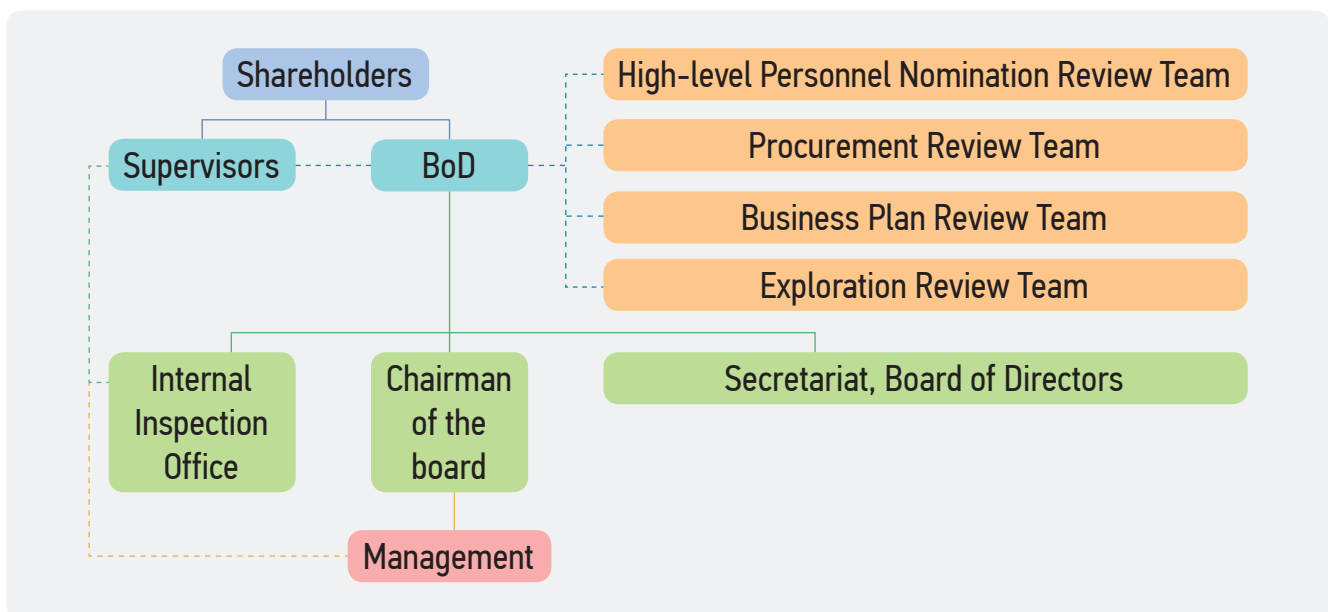 Shareholders
High-level Personnel Nomination Review Team
Procurement Review Team
Supervisors
BoD
Business Plan Review Team
Exploration Review Team
Internal
Inspection
Office
Chairman
of the
board
Secretariat, Board of Directors
Management